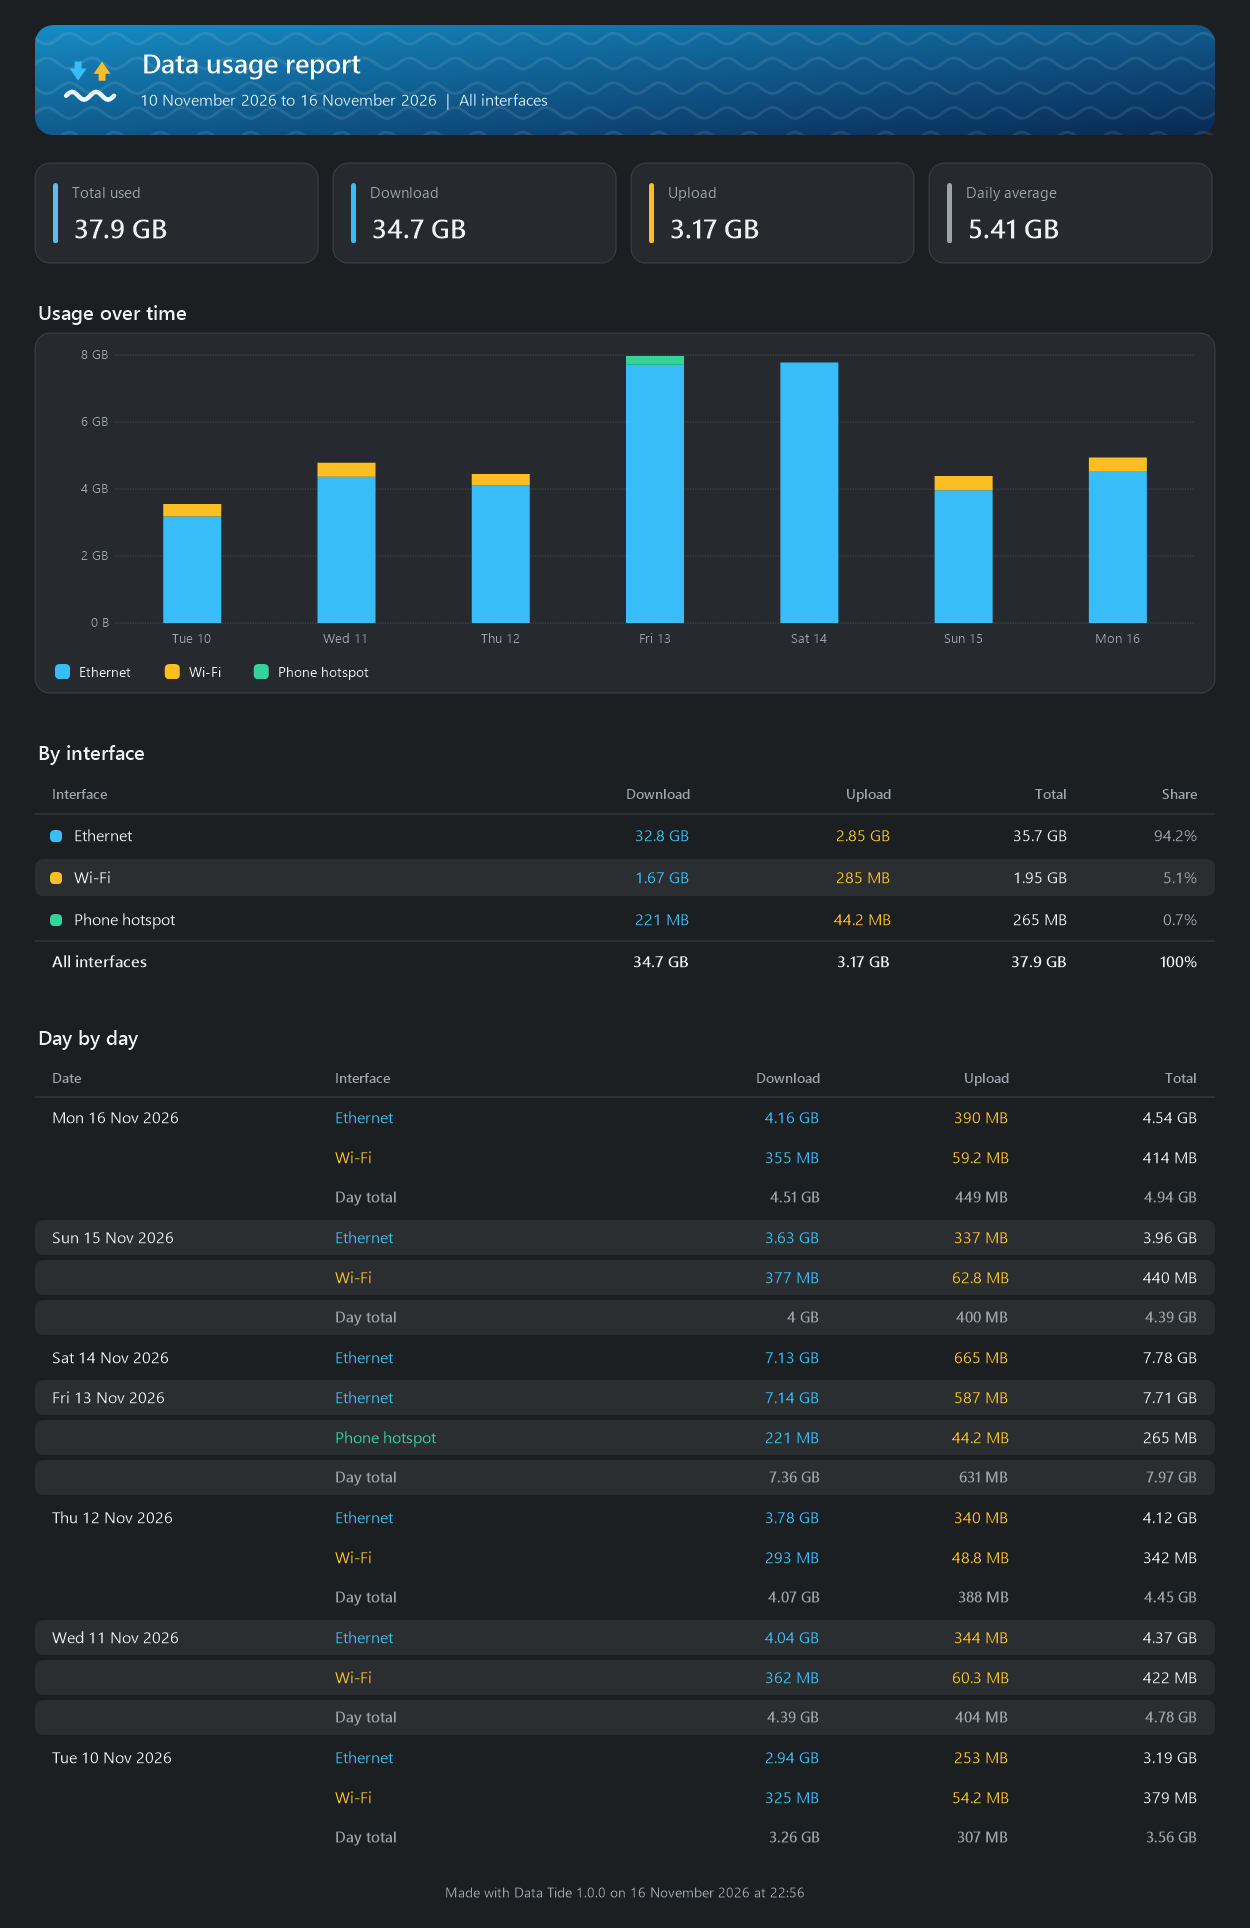 Data usage report
10 November 2026 to 16 November 2026 | All interfaces
Total used
37.9 GB
Download
34.7 GB
Upload
3.17 GB
Daily average
5.41 GB
Usage over time
8 GB
6 GB
4 GB
2 GB
0 B
Tue 10 Wed 11 Thu 12 Fri 13 Sat 14 Sun 15 Mon 16
Ethernet Wi-Fi Phone hotspot
By interface
Interface Download Upload Total Share
Ethernet 32.8 GB 2.85 GB 35.7 GB 94.2%
Wi-Fi 1.67 GB 285 MB 1.95 GB 5.1%
Phone hotspot 221 MB 44.2 MB 265 MB 0.7%
All interfaces 34.7 GB 3.17 GB 37.9 GB 100%
Day by day
Date Interface Download Upload Total
Mon 16 Nov 2026 Ethernet 4.16 GB 390 MB 4.54 GB
Wi-Fi 355 MB 59.2 MB 414 MB
Day total 4.51 GB 449 MB 4.94 GB
Sun 15 Nov 2026 Ethernet 3.63 GB 337 MB 3.96 GB
Wi-Fi 377 MB 62.8 MB 440 MB
Day total 4 GB 400 MB 4.39 GB
Sat 14 Nov 2026 Ethernet 7.13 GB 665 MB 7.78 GB
Fri 13 Nov 2026 Ethernet 7.14 GB 587 MB 7.71 GB
Phone hotspot 221 MB 44.2 MB 265 MB
Day total 7.36 GB 631 MB 7.97 GB
Thu 12 Nov 2026 Ethernet 3.78 GB 340 MB 4.12 GB
Wi-Fi 293 MB 48.8 MB 342 MB
Day total 4.07 GB 388 MB 4.45 GB
Wed 11 Nov 2026 Ethernet 4.04 GB 344 MB 4.37 GB
Wi-Fi 362 MB 60.3 MB 422 MB
Day total 4.39 GB 404 MB 4.78 GB
Tue 10 Nov 2026 Ethernet 2.94 GB 253 MB 3.19 GB
Wi-Fi 325 MB 54.2 MB 379 MB
Day total 3.26 GB 307 MB 3.56 GB
Made with Data Tide 1.0.0 on 16 November 2026 at 22:56